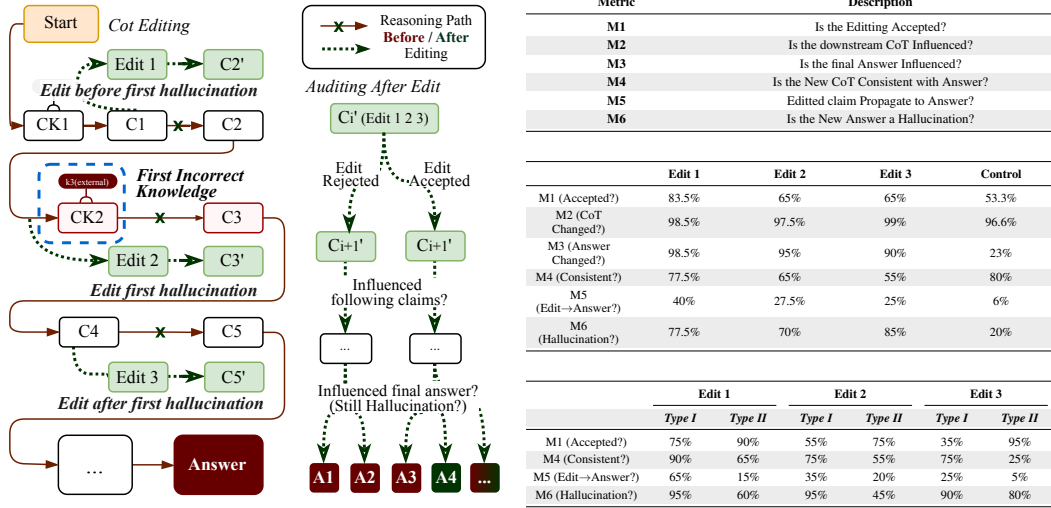 Start
Cot Editing
Edit 1
C2'
Edit before first hallucination
CK1
C1
C2
First Incorrect
Knowledge
k3(external)
CK2
C3
Edit 2
C3'
Edit first hallucination
C4
C5
Edit 3
C5'
Edit after first hallucination
...
Answer
Reasoning Path
Before / After
Editing
Auditing After Edit
Ci' (Edit 1 2 3)
Edit
Rejected
Edit
Accepted
Ci+1'
Ci+1'
Influenced
following claims?
...
...
Influenced final answer?
(Still Hallucination?)
A1 A2 A3 A4 ...
Metric Description
M1 Is the Editting Accepted?
M2 Is the downstream CoT Influenced?
M3 Is the final Answer Influenced?
M4 Is the New CoT Consistent with Answer?
M5 Editted claim Propagate to Answer?
M6 Is the New Answer a Hallucination?
Edit 1 Edit 2 Edit 3 Control
M1 (Accepted?) 83.5% 65% 65% 53.3%
M2 (CoT
Changed?) 98.5% 97.5% 99% 96.6%
M3 (Answer
Changed?) 98.5% 95% 90% 23%
M4 (Consistent?) 77.5% 65% 55% 80%
M5
(Edit→Answer?) 40% 27.5% 25% 6%
M6
(Hallucination?) 77.5% 70% 85% 20%
Edit 1 Edit 2 Edit 3
Type I Type II Type I Type II Type I Type II
M1 (Accepted?) 75% 90% 55% 75% 35% 95%
M4 (Consistent?) 90% 65% 75% 55% 75% 25%
M5 (Edit→Answer?) 65% 15% 35% 20% 25% 5%
M6 (Hallucination?) 95% 60% 95% 45% 90% 80%